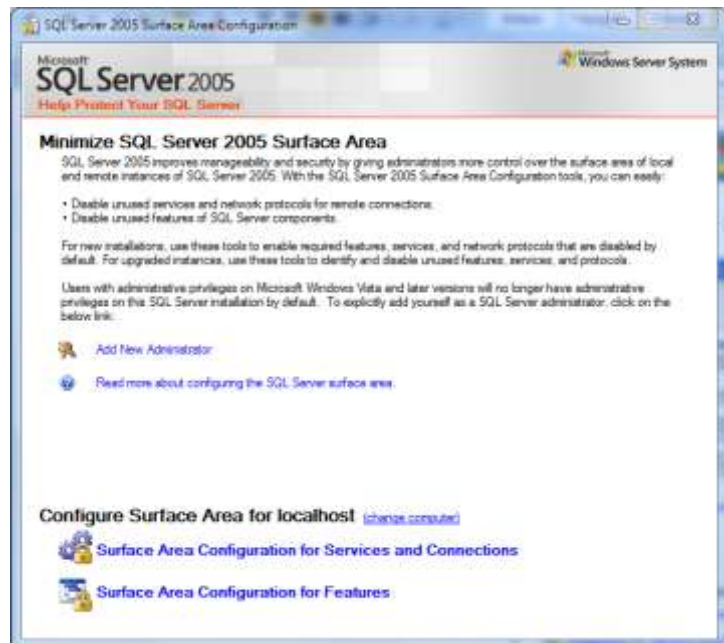 SQL Server 2005 Surface Area Configuration
Microsoft
SQL Server 2005
Help Protect Your SQL Server
Microsoft
Windows Server System
Minimize SQL Server 2005 Surface Area
SQL Server 2005 improves manageability and security by giving administrators more control over the surface area of local
and remote instances of SQL Server 2005. With the SQL Server 2005 Surface Area Configuration tools, you can easily:
• Disable unused services and network protocols for remote connections.
• Disable unused features of SQL Server components.
For new installations, use these tools to enable required features, services, and network protocols that are disabled by
default. For upgraded instances, use these tools to identify and disable unused features, services, and protocols.
Users with administrative privileges on Microsoft Windows Vista and later versions will no longer have administrative
privileges on this SQL Server installation by default. To explicitly add yourself as a SQL Server administrator, click on the
below link:
Add New Administrator
Read more about configuring the SQL Server surface area.
Configure Surface Area for localhost (change computer)
Surface Area Configuration for Services and Connections
Surface Area Configuration for Features